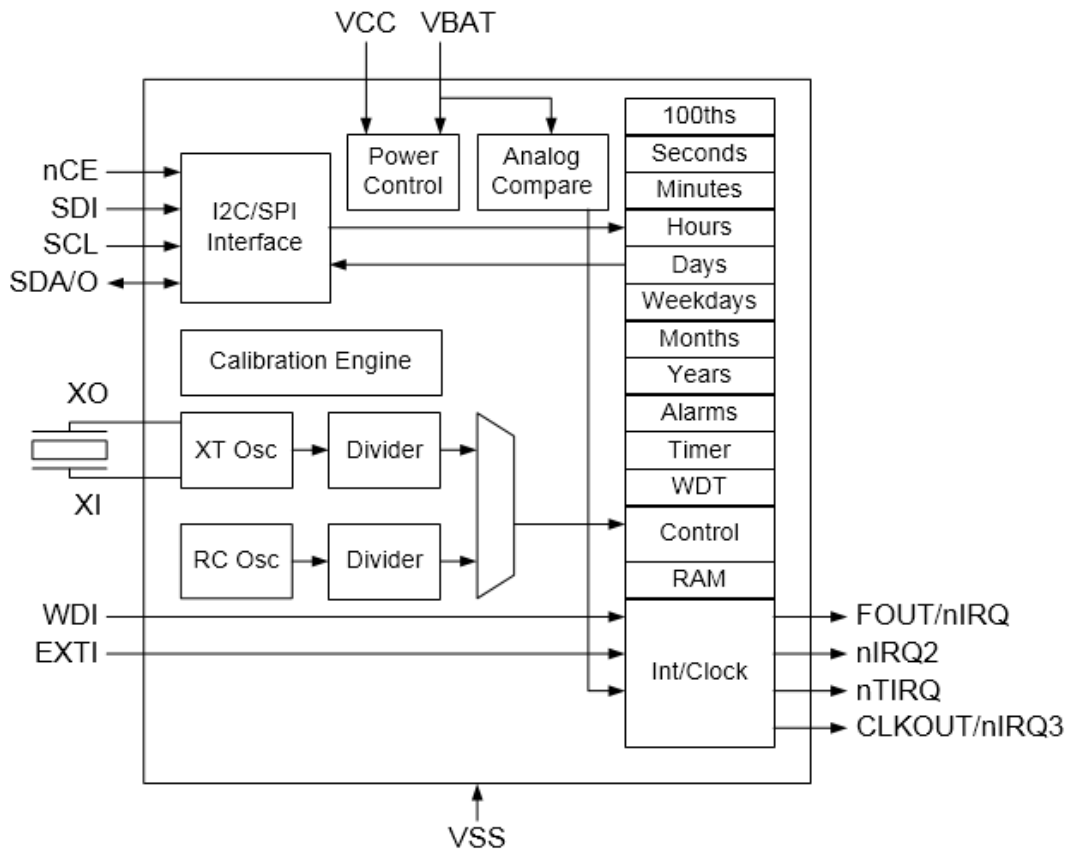 VCC VBAT
100ths
Power
Control
Analog
Compare
Seconds
Minutes
nCE
SDI
SCL
SDA/O
I2C/SPI
Interface
Hours
Days
Weekdays
Months
Years
Calibration Engine
XO
XI
XT Osc
Divider
Alarms
Timer
WDT
Control
RAM
RC Osc
Divider
WDI
EXTI
Int/Clock
FOUT/nIRQ
nIRQ2
nTIRQ
CLKOUT/nIRQ3
VSS